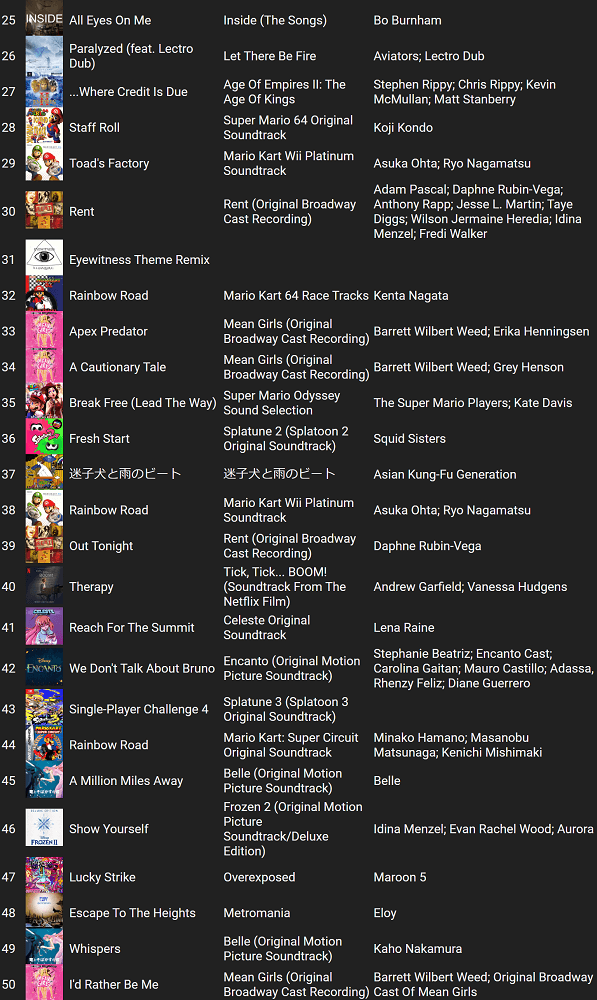 25 INSIDE All Eyes On Me Inside (The Songs) Bo Burnham
26 Paralyzed (feat. Lectro Dub) Let There Be Fire Aviators; Lectro Dub
27 ...Where Credit Is Due Age Of Empires II: The Age Of Kings Stephen Rippy; Chris Rippy; Kevin McMullan; Matt Stanberry
28 Staff Roll Super Mario 64 Original Soundtrack Koji Kondo
29 Toad's Factory Mario Kart Wii Platinum Soundtrack Asuka Ohta; Ryo Nagamatsu
30 Rent Rent (Original Broadway Cast Recording) Adam Pascal; Daphne Rubin-Vega; Anthony Rapp; Jesse L. Martin; Taye Diggs; Wilson Jermaine Heredia; Idina Menzel; Fredi Walker
31 Eyewitness Theme Remix
32 Rainbow Road Mario Kart 64 Race Tracks Kenta Nagata
33 Apex Predator Mean Girls (Original Broadway Cast Recording) Barrett Wilbert Weed; Erika Henningsen
34 A Cautionary Tale Mean Girls (Original Broadway Cast Recording) Barrett Wilbert Weed; Grey Henson
35 Break Free (Lead The Way) Super Mario Odyssey Sound Selection The Super Mario Players; Kate Davis
36 Fresh Start Splatune 2 (Splatoon 2 Original Soundtrack) Squid Sisters
37 迷子犬と雨のビート 迷子犬と雨のビート Asian Kung-Fu Generation
38 Rainbow Road Mario Kart Wii Platinum Soundtrack Asuka Ohta; Ryo Nagamatsu
39 Out Tonight Rent (Original Broadway Cast Recording) Daphne Rubin-Vega
40 Therapy Tick, Tick... BOOM! (Soundtrack From The Netflix Film) Andrew Garfield; Vanessa Hudgens
41 CELESTE Reach For The Summit Celeste Original Soundtrack Lena Raine
42 ENCANTO We Don't Talk About Bruno Encanto (Original Motion Picture Soundtrack) Stephanie Beatriz; Encanto Cast; Carolina Gaitan; Mauro Castillo; Adassa, Rhenzy Feliz; Diane Guerrero
43 Single-Player Challenge 4 Splatune 3 (Splatoon 3 Original Soundtrack)
44 Rainbow Road Mario Kart: Super Circuit Original Soundtrack Minako Hamano; Masanobu Matsunaga; Kenichi Mishimaki
45 A Million Miles Away Belle (Original Motion Picture Soundtrack) Belle
46 FROZEN II Show Yourself Frozen 2 (Original Motion Picture Soundtrack/Deluxe Edition) Idina Menzel; Evan Rachel Wood; Aurora
47 Lucky Strike Overexposed Maroon 5
48 Escape To The Heights Metromania Eloy
49 Whispers Belle (Original Motion Picture Soundtrack) Kaho Nakamura
50 I'd Rather Be Me Mean Girls (Original Broadway Cast Recording) Barrett Wilbert Weed; Original Broadway Cast Of Mean Girls